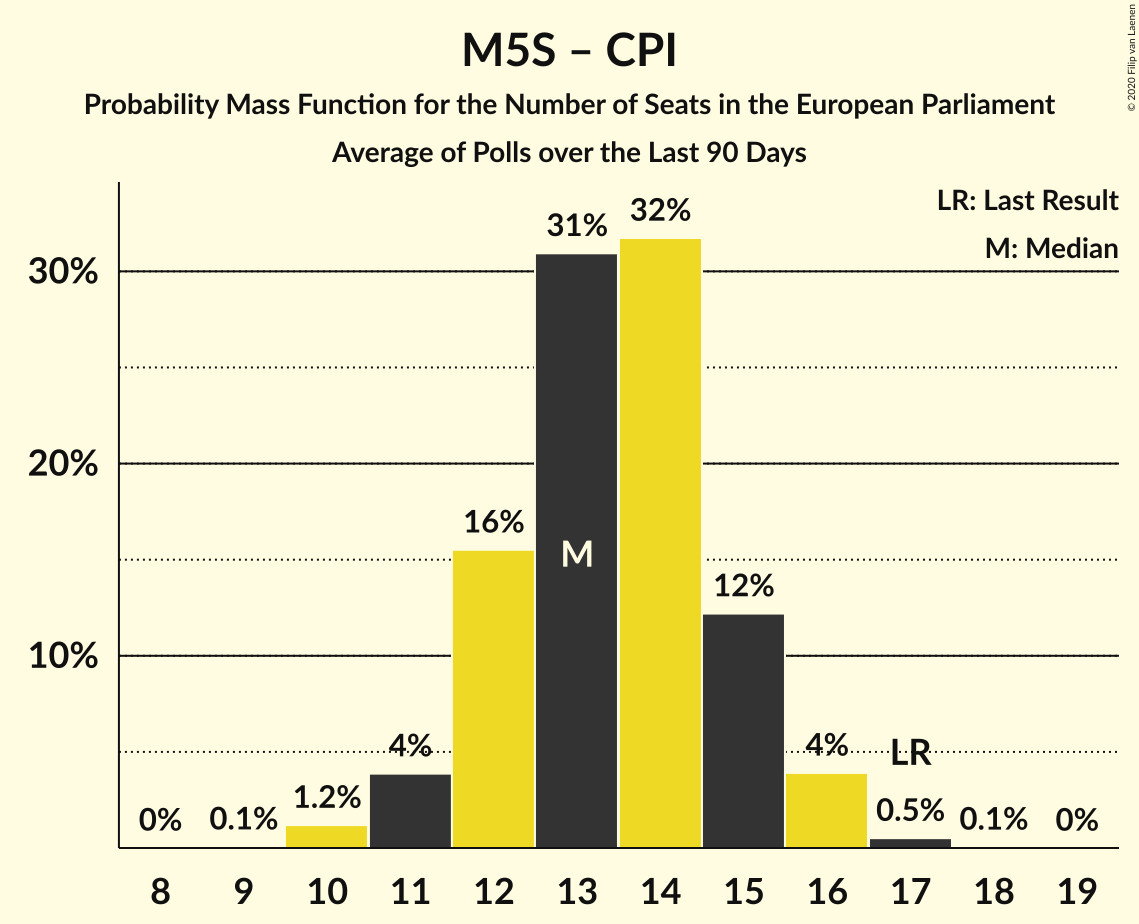 M5S – CPI
Probability Mass Function for the Number of Seats in the European Parliament
Average of Polls over the Last 90 Days
© 2020 Filip van Laenen
LR: Last Result
M: Median
30%
20%
10%
0%
0.1%
1.2%
4%
16%
31%
32%
12%
4%
0.5%
0.1%
0%
M
LR
8 9 10 11 12 13 14 15 16 17 18 19